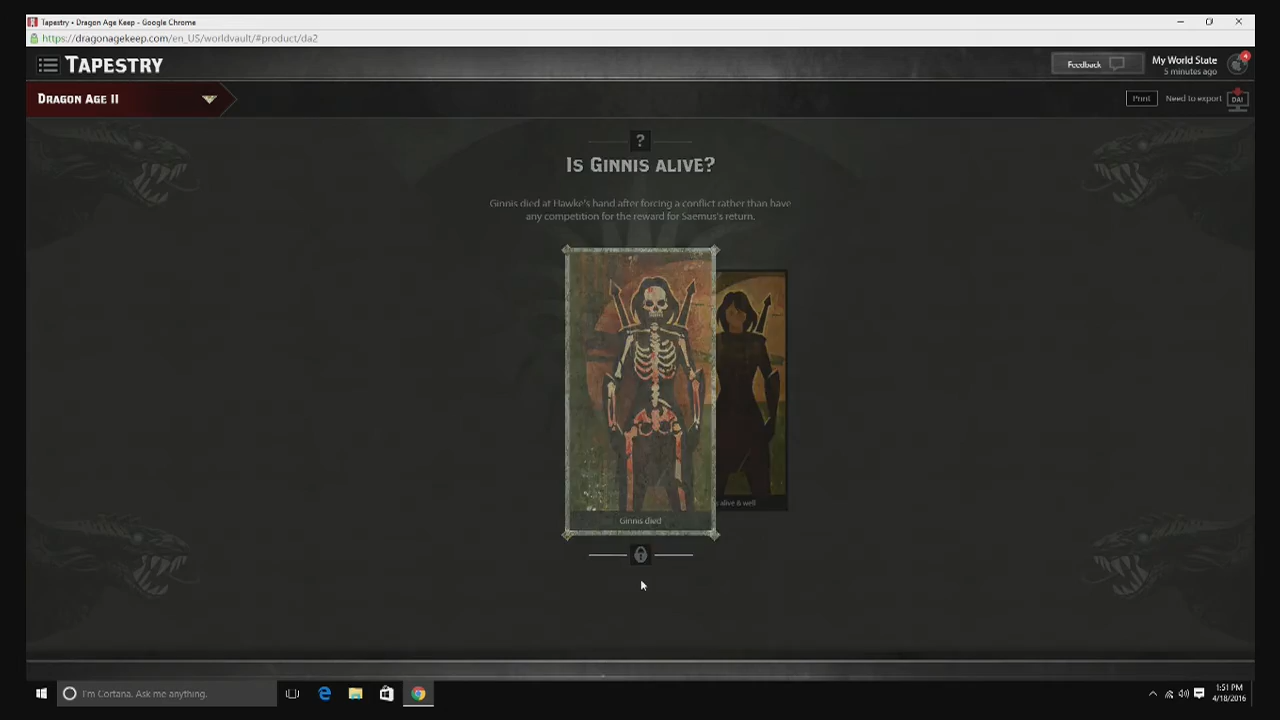 Tapestry • Dragon Age Keep - Google Chrome
https://dragonagekeep.com/en_US/worldvault/#product/da2
TAPESTRY
Feedback
My World State
5 minutes ago
4
DRAGON AGE II
Print
Need to export
DAI
?
IS GINNIS ALIVE?
Ginnis died at Hawke's hand after forcing a conflict rather than have
any competition for the reward for Saemus's return.
Ginnis died
alive & well
I'm Cortana. Ask me anything.
1:51 PM
4/18/2016